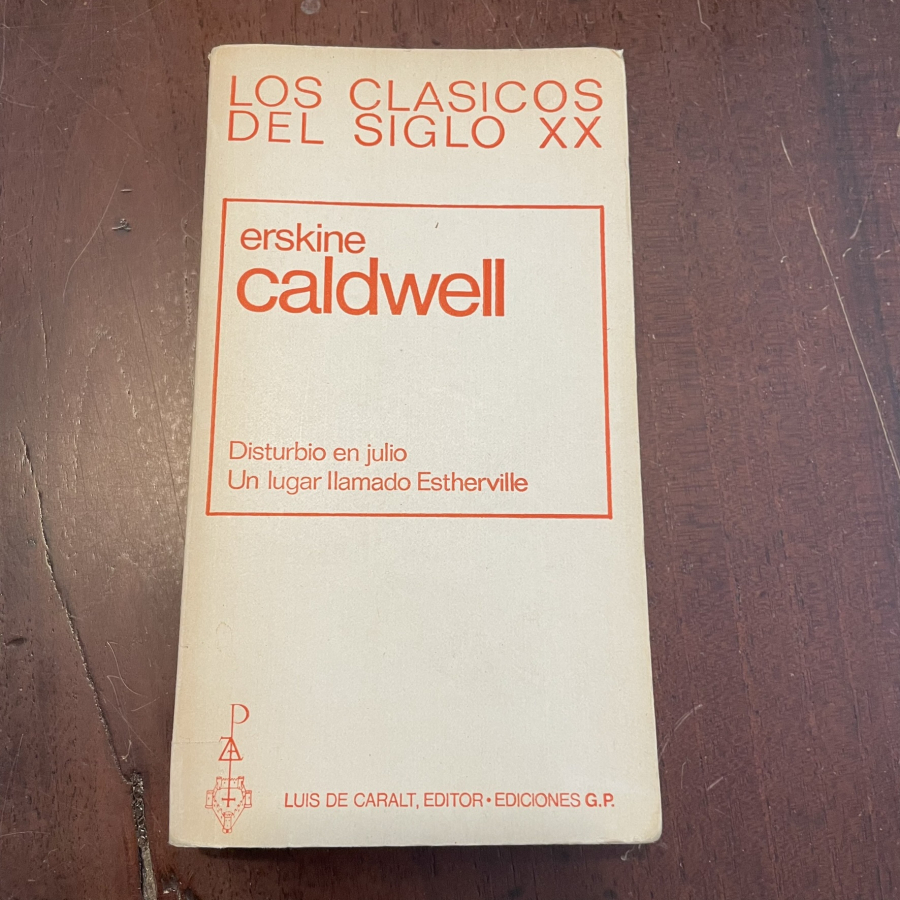 LOS CLASICOS
DEL SIGLO XX
erskine
caldwell
Disturbio en julio
Un lugar llamado Estherville
LUIS DE CARALT, EDITOR • EDICIONES G.P.